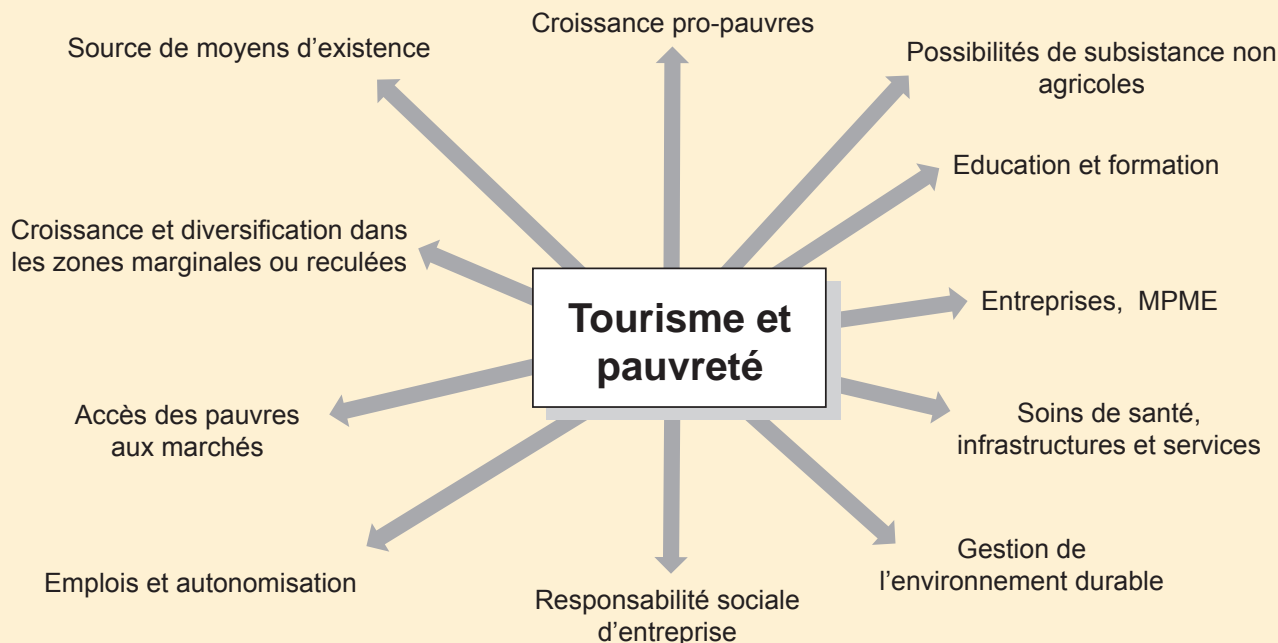 Croissance pro-pauvres
Source de moyens d’existence
Possibilités de subsistance non
agricoles
Education et formation
Croissance et diversification dans
les zones marginales ou reculées
Entreprises, MPME
Tourisme et
pauvreté
Accès des pauvres
aux marchés
Soins de santé,
infrastructures et services
Emplois et autonomisation
Gestion de
l’environnement durable
Responsabilité sociale
d’entreprise